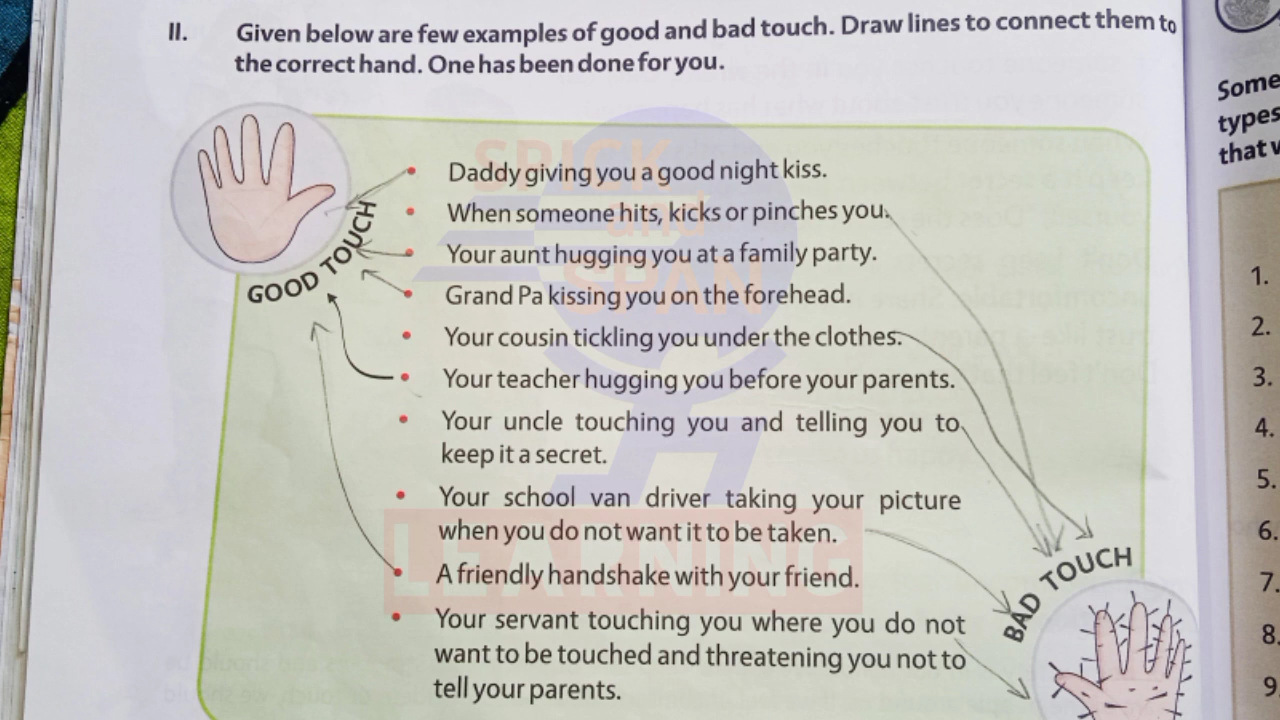 II. Given below are few examples of good and bad touch. Draw lines to connect them to
the correct hand. One has been done for you.
GOOD TOUCH
• Daddy giving you a good night kiss.
• When someone hits, kicks or pinches you.
• Your aunt hugging you at a family party.
• Grand Pa kissing you on the forehead.
• Your cousin tickling you under the clothes.
• Your teacher hugging you before your parents.
• Your uncle touching you and telling you to
keep it a secret.
• Your school van driver taking your picture
when you do not want it to be taken.
• A friendly handshake with your friend.
• Your servant touching you where you do not
want to be touched and threatening you not to
tell your parents.
BAD TOUCH
SPICK
and
SPAN
LEARNING
Some
types
that
1.
2.
3.
4.
5.
6.
7.
8.
9